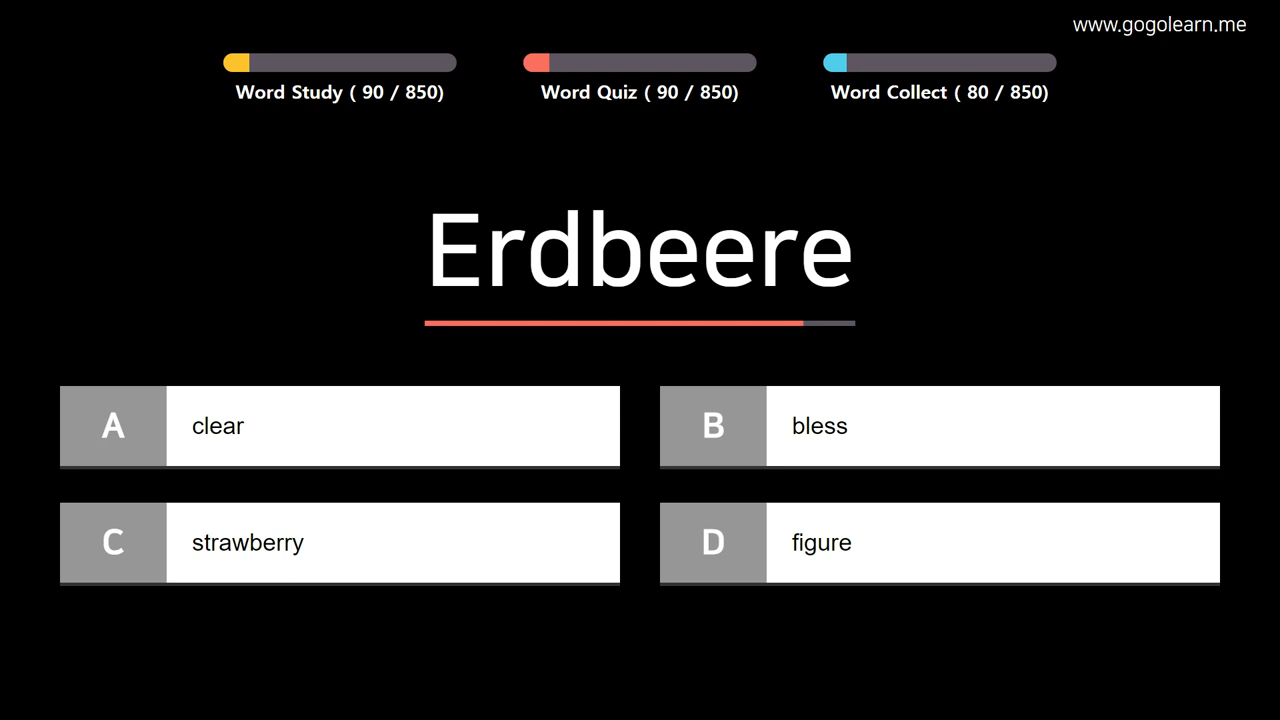 www.gogolearn.me
Word Study ( 90 / 850)
Word Quiz ( 90 / 850)
Word Collect ( 80 / 850)
Erdbeere
A clear
B bless
C strawberry
D figure